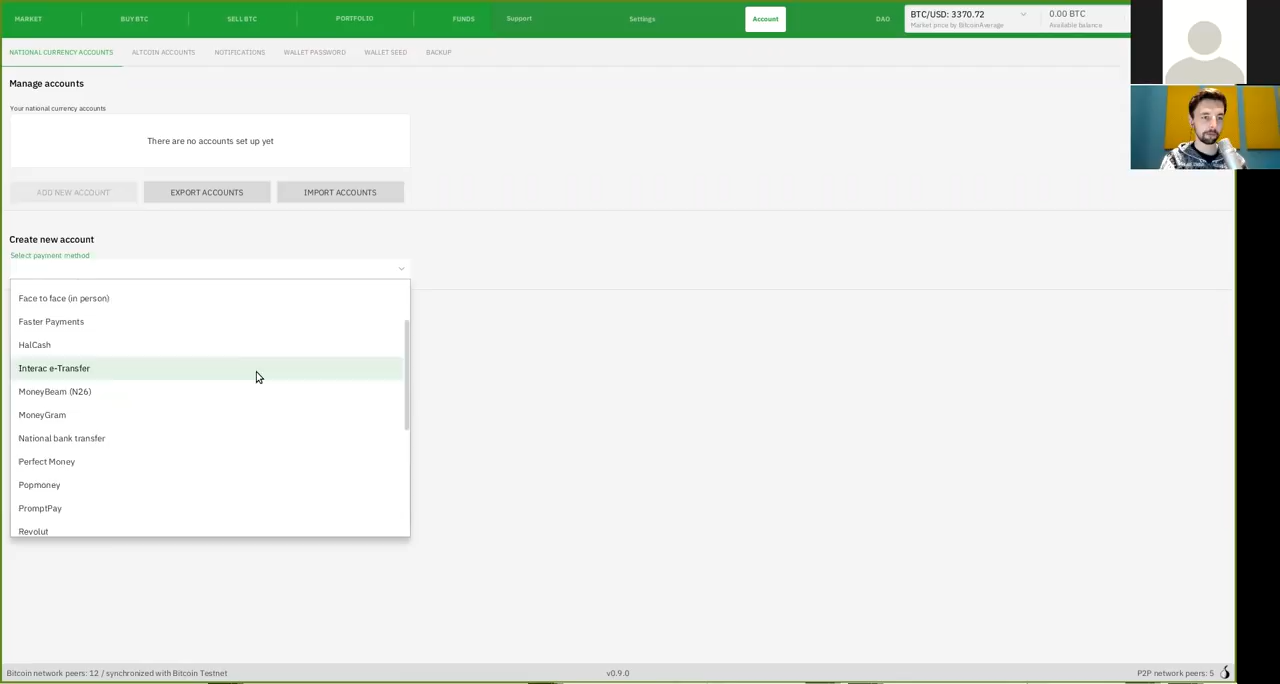 MARKET BUY BTC SELL BTC PORTFOLIO FUNDS Support Settings Account DAO BTC/USD: 3370.72 0.00 BTC
Market price by BitcoinAverage Available balance
NATIONAL CURRENCY ACCOUNTS ALTCOIN ACCOUNTS NOTIFICATIONS WALLET PASSWORD WALLET SEED BACKUP
Manage accounts
Your national currency accounts
There are no accounts set up yet
ADD NEW ACCOUNT EXPORT ACCOUNTS IMPORT ACCOUNTS
Create new account
Select payment method
Face to face (in person)
Faster Payments
HalCash
Interac e-Transfer
MoneyBeam (N26)
MoneyGram
National bank transfer
Perfect Money
Popmoney
PromptPay
Revolut
Bitcoin network peers: 12 / synchronized with Bitcoin Testnet v0.9.0 P2P network peers: 5